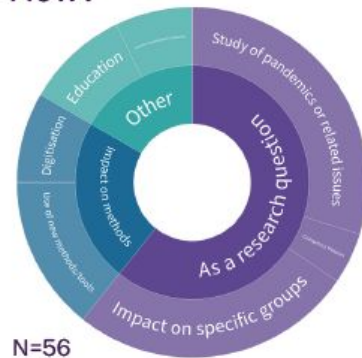 Study of pandemics or related issues
As a research question
Impact on specific groups
Impact on methods
Use of new methods/tools
Digitisation
Other
Education
N=56